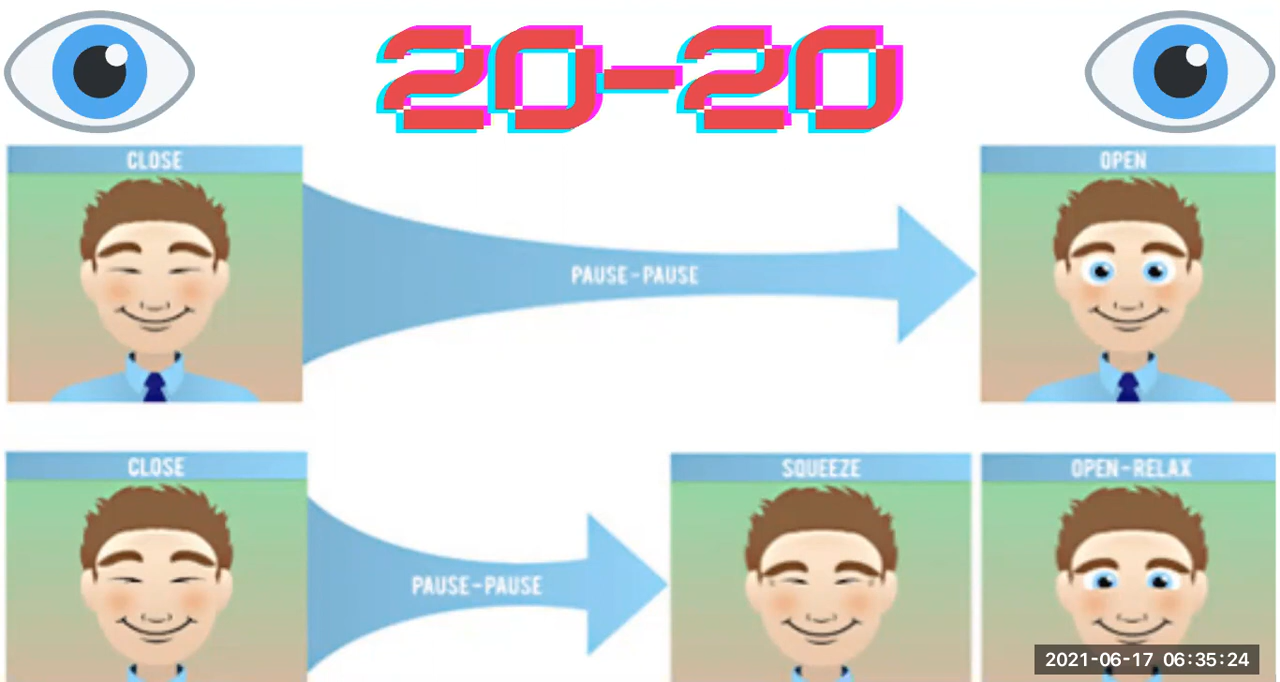 20-20
CLOSE
OPEN
PAUSE-PAUSE
CLOSE
SQUEEZE
OPEN-RELAX
PAUSE-PAUSE
2021-06-17 06:35:24